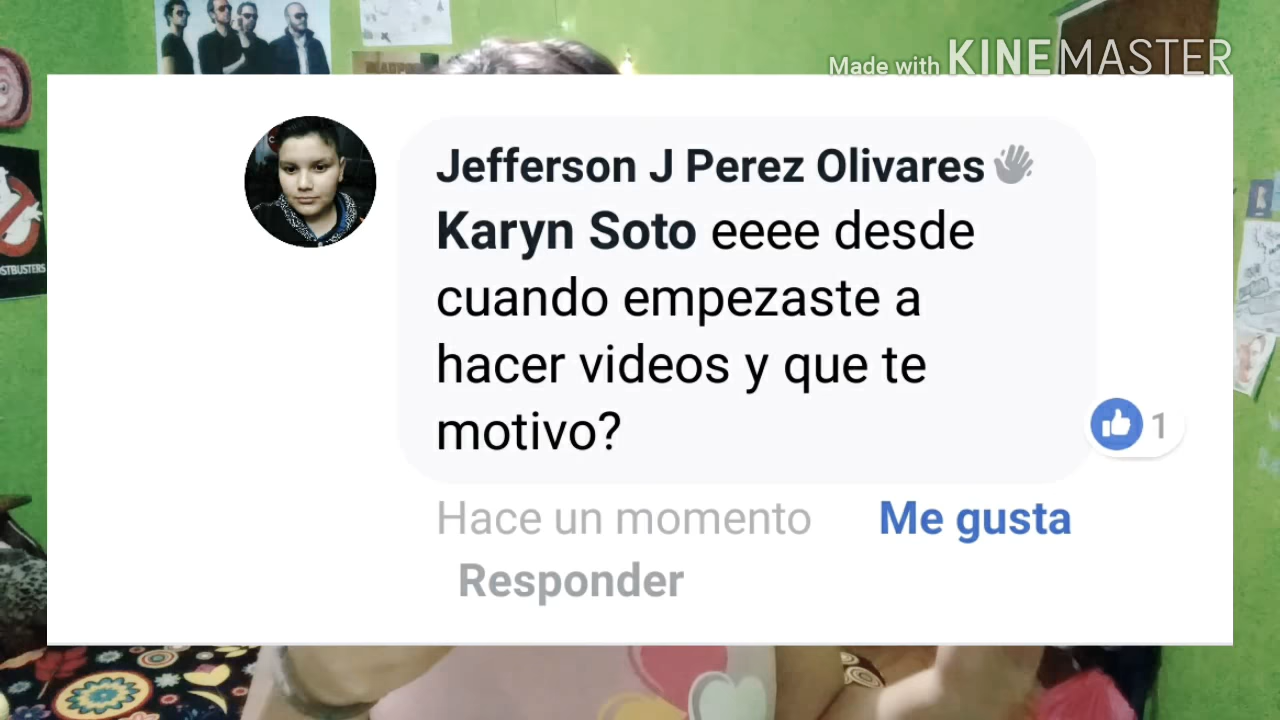 Made with KINEMASTER
Jefferson J Perez Olivares
Karyn Soto eeee desde
cuando empezaste a
hacer videos y que te
motivo?
1
Hace un momento Me gusta
Responder